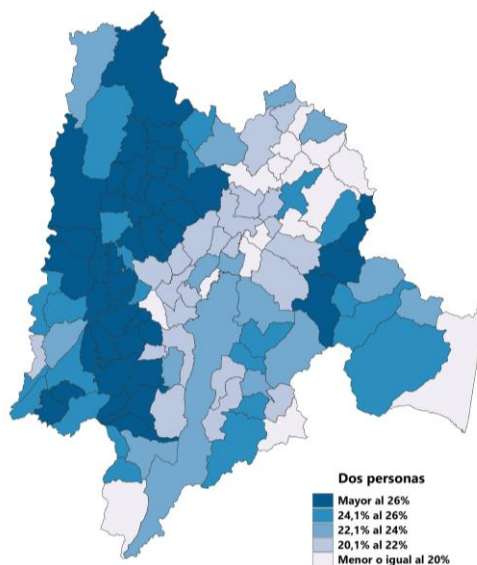 Dos personas
Mayor al 26%
24,1% al 26%
22,1% al 24%
20,1% al 22%
Menor o igual al 20%